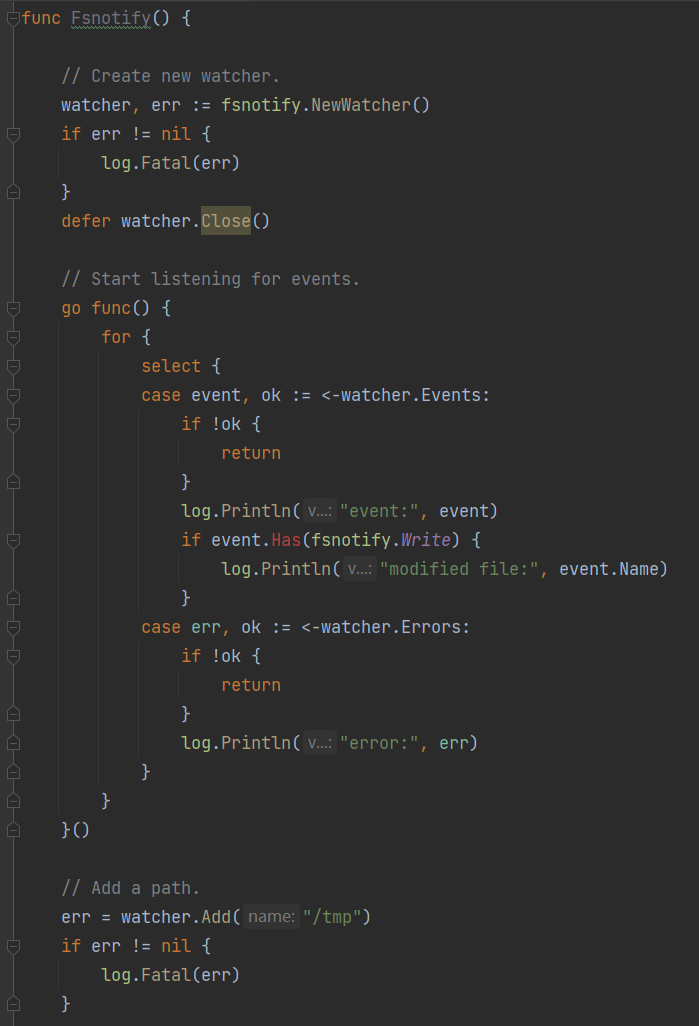 func Fsnotify() {
// Create new watcher.
watcher, err := fsnotify.NewWatcher()
if err != nil {
log.Fatal(err)
}
defer watcher.Close()
// Start listening for events.
go func() {
for {
select {
case event, ok := <-watcher.Events:
if !ok {
return
}
log.Println( v...: "event:", event)
if event.Has(fsnotify.Write) {
log.Println( v...: "modified file:", event.Name)
}
case err, ok := <-watcher.Errors:
if !ok {
return
}
log.Println( v...: "error:", err)
}
}
}()
// Add a path.
err = watcher.Add( name: "/tmp")
if err != nil {
log.Fatal(err)
}